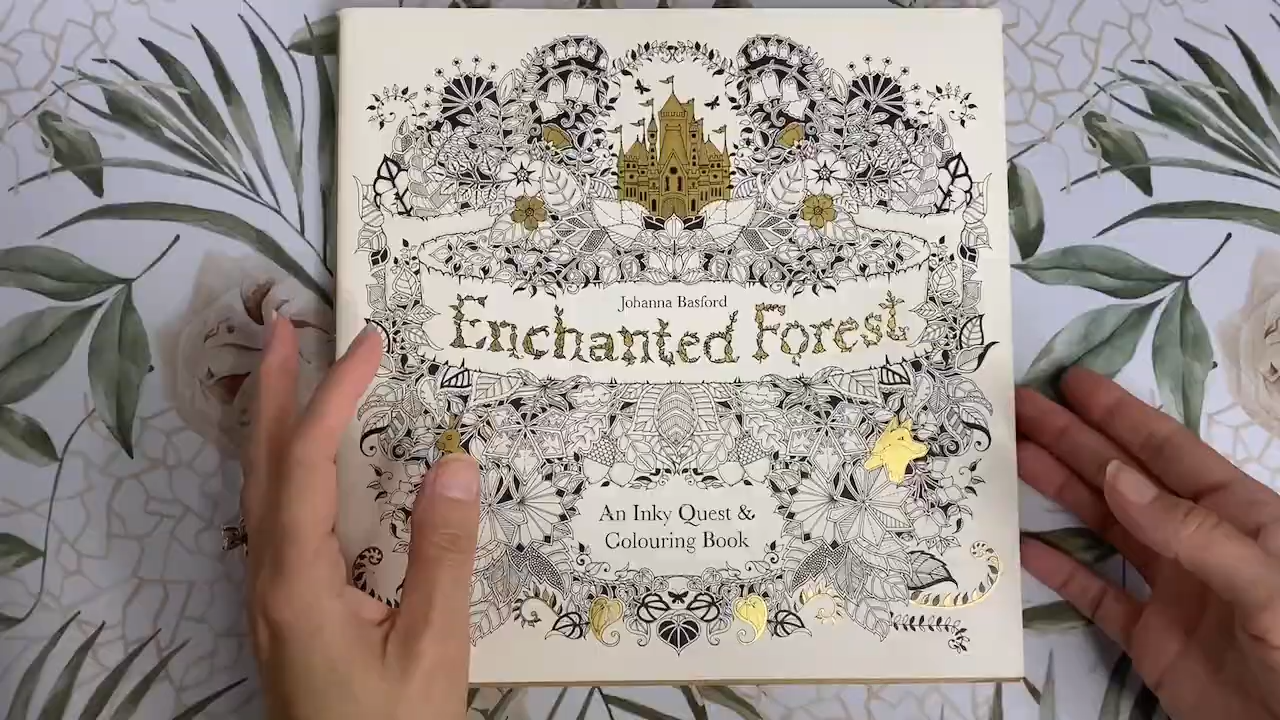 Johanna Basford
Enchanted Forest
An Inky Quest &
Colouring Book